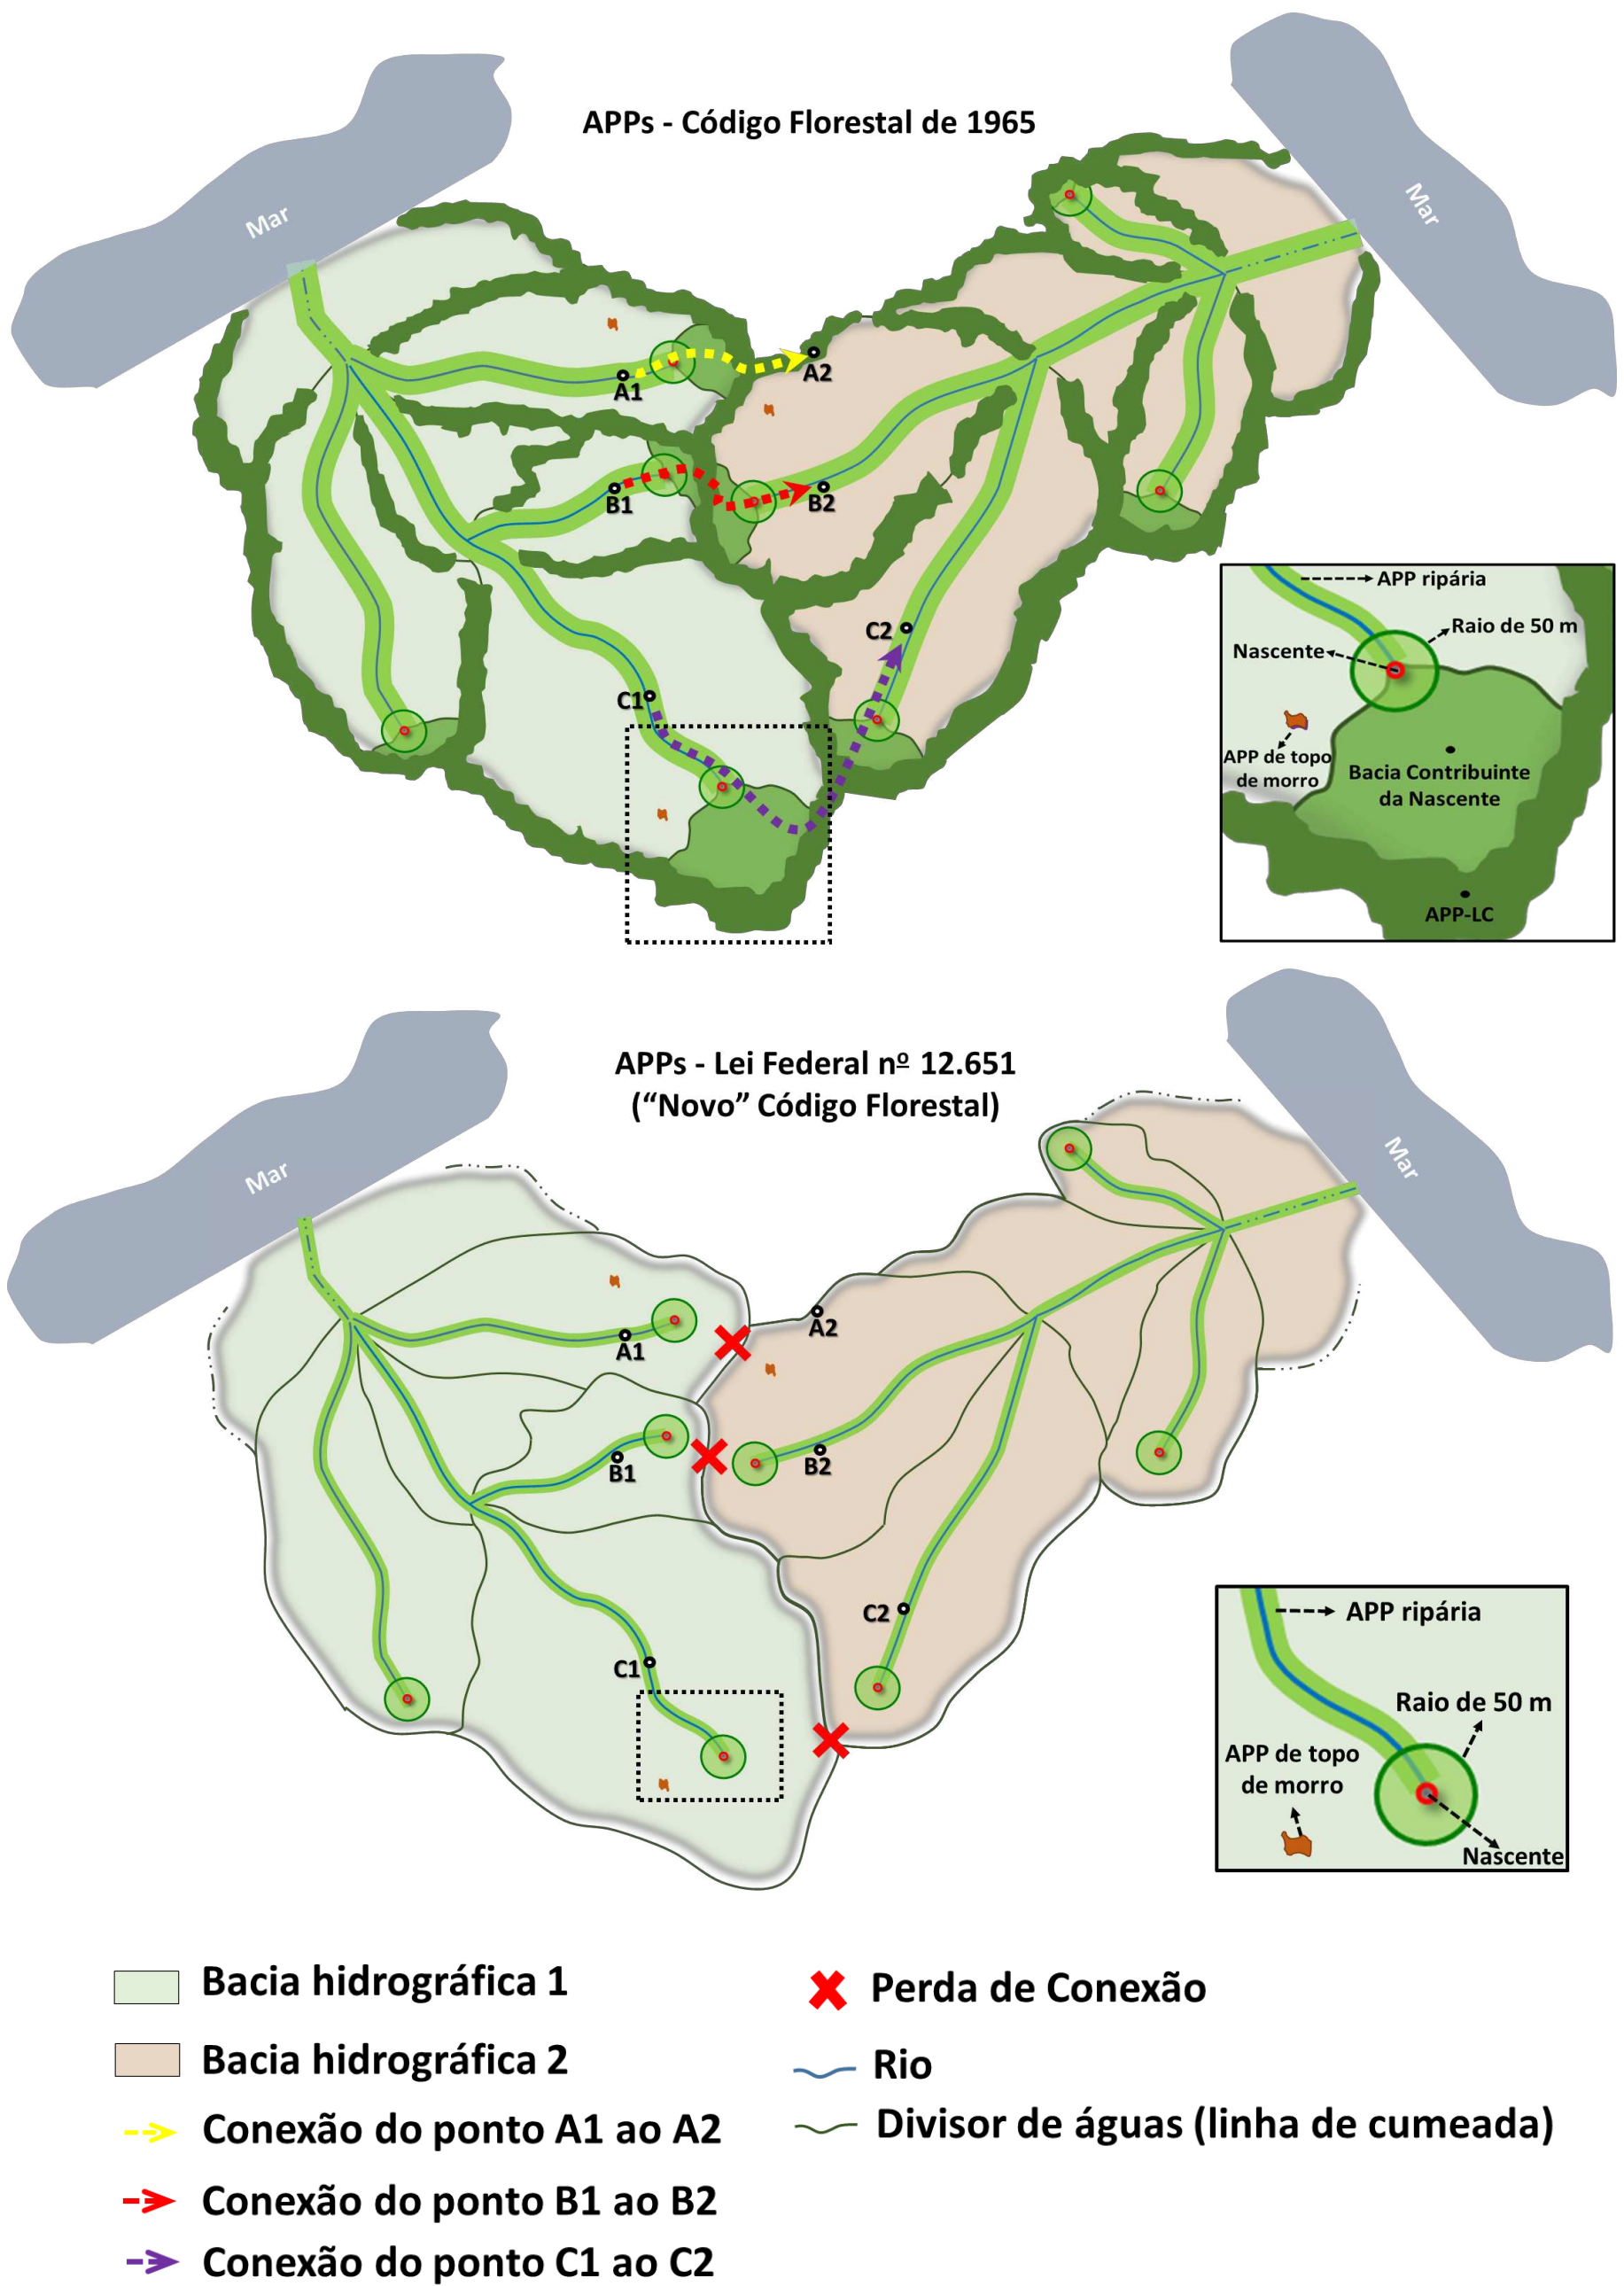 APPs - Código Florestal de 1965
Mar
Mar
A1
A2
B1
B2
C2
C1
APP ripária
Raio de 50 m
Nascente
APP de topo
de morro
Bacia Contribuinte
da Nascente
APP-LC
APPs - Lei Federal nº 12.651
(“Novo” Código Florestal)
Mar
Mar
A1
A2
B1
B2
C2
C1
APP ripária
Raio de 50 m
APP de topo
de morro
Nascente
Bacia hidrográfica 1
Bacia hidrográfica 2
Conexão do ponto A1 ao A2
Conexão do ponto B1 ao B2
Conexão do ponto C1 ao C2
Perda de Conexão
Rio
Divisor de águas (linha de cumeada)